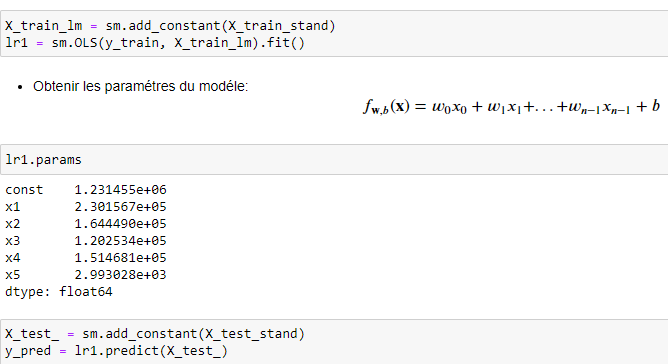 X_train_lm = sm.add_constant(X_train_stand)
lr1 = sm.OLS(y_train, X_train_lm).fit()
• Obtenir les paramétres du modéle:
f_{w,b}(x) = w_0x_0 + w_1x_1+...+w_{n−1}x_{n−1} + b
lr1.params
const    1.231455e+06
x1       2.301567e+05
x2       1.644490e+05
x3       1.202534e+05
x4       1.514681e+05
x5       2.993028e+03
dtype: float64
X_test_ = sm.add_constant(X_test_stand)
y_pred = lr1.predict(X_test_)